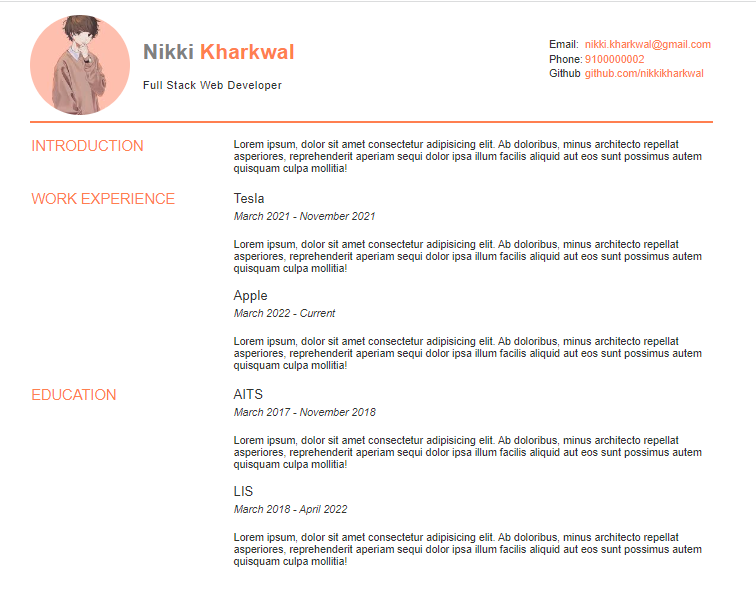 Nikki Kharkwal
Full Stack Web Developer
Email: nikki.kharkwal@gmail.com
Phone: 9100000002
Github github.com/nikkikharkwal
INTRODUCTION
Lorem ipsum, dolor sit amet consectetur adipisicing elit. Ab doloribus, minus architecto repellat
asperiores, reprehenderit aperiam sequi dolor ipsa illum facilis aliquid aut eos sunt possimus autem
quisquam culpa mollitia!
WORK EXPERIENCE
Tesla
March 2021 - November 2021
Lorem ipsum, dolor sit amet consectetur adipisicing elit. Ab doloribus, minus architecto repellat
asperiores, reprehenderit aperiam sequi dolor ipsa illum facilis aliquid aut eos sunt possimus autem
quisquam culpa mollitia!
Apple
March 2022 - Current
Lorem ipsum, dolor sit amet consectetur adipisicing elit. Ab doloribus, minus architecto repellat
asperiores, reprehenderit aperiam sequi dolor ipsa illum facilis aliquid aut eos sunt possimus autem
quisquam culpa mollitia!
EDUCATION
AITS
March 2017 - November 2018
Lorem ipsum, dolor sit amet consectetur adipisicing elit. Ab doloribus, minus architecto repellat
asperiores, reprehenderit aperiam sequi dolor ipsa illum facilis aliquid aut eos sunt possimus autem
quisquam culpa mollitia!
LIS
March 2018 - April 2022
Lorem ipsum, dolor sit amet consectetur adipisicing elit. Ab doloribus, minus architecto repellat
asperiores, reprehenderit aperiam sequi dolor ipsa illum facilis aliquid aut eos sunt possimus autem
quisquam culpa mollitia!